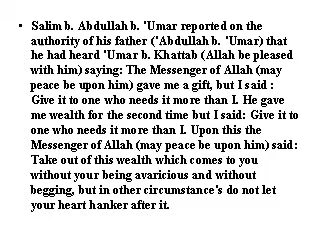 • Salim b. Abdullah b. 'Umar reported on the
authority of his father ('Abdullah b. 'Umar) that
he had heard 'Umar b. Khattab (Allah be pleased
with him) saying: The Messenger of Allah (may
peace be upon him) gave me a gift, but I said :
Give it to one who needs it more than I. He gave
me wealth for the second time but I said: Give it to
one who needs it more than I. Upon this the
Messenger of Allah (may peace be upon him) said:
Take out of this wealth which comes to you
without your being avaricious and without
begging, but in other circumstance's do not let
your heart hanker after it.